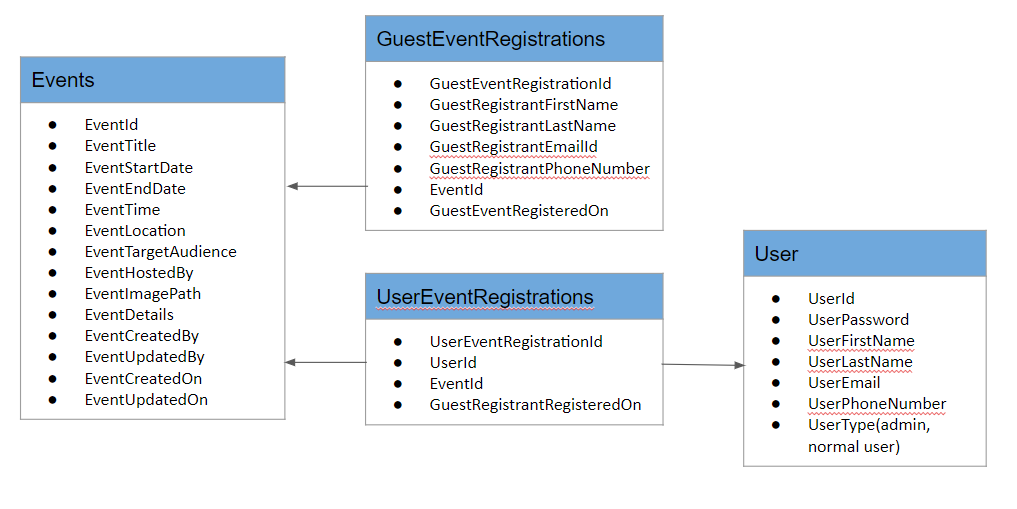 GuestEventRegistrations
GuestEventRegistrationId
GuestRegistrantFirstName
GuestRegistrantLastName
GuestRegistrantEmailId
GuestRegistrantPhoneNumber
EventId
GuestEventRegisteredOn
Events
EventId
EventTitle
EventStartDate
EventEndDate
EventTime
EventLocation
EventTargetAudience
EventHostedBy
EventImagePath
EventDetails
EventCreatedBy
EventUpdatedBy
EventCreatedOn
EventUpdatedOn
UserEventRegistrations
UserEventRegistrationId
UserId
EventId
GuestRegistrantRegisteredOn
User
UserId
UserPassword
UserFirstName
UserLastName
UserEmail
UserPhoneNumber
UserType(admin,
normal user)